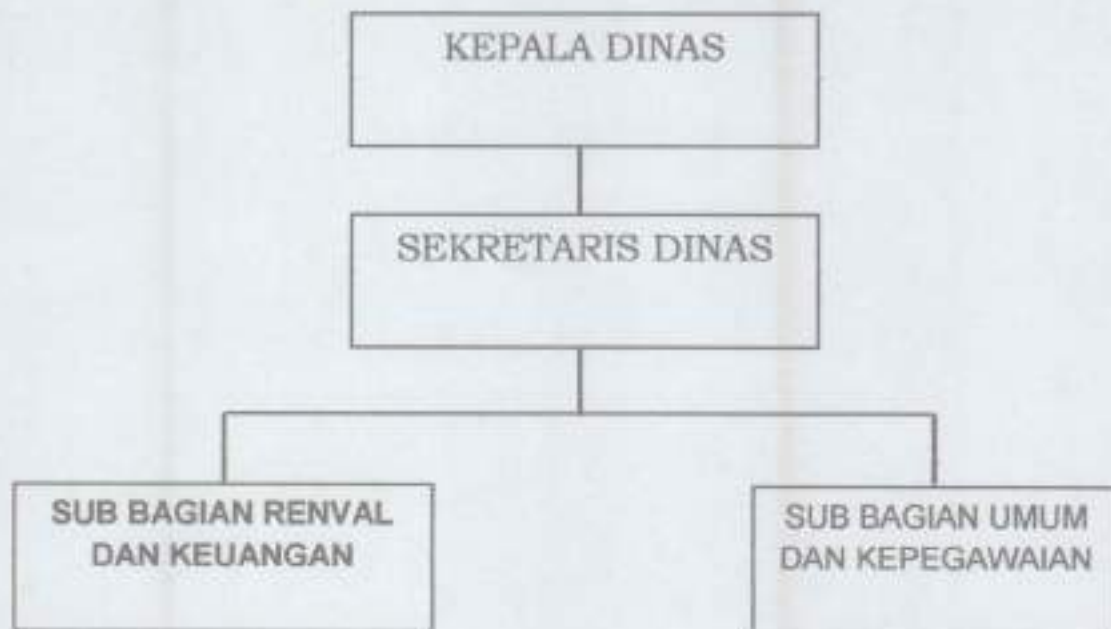 KEPALA DINAS
SEKRETARIS DINAS
SUB BAGIAN RENVAL
DAN KEUANGAN
SUB BAGIAN UMUM
DAN KEPEGAWAIAN